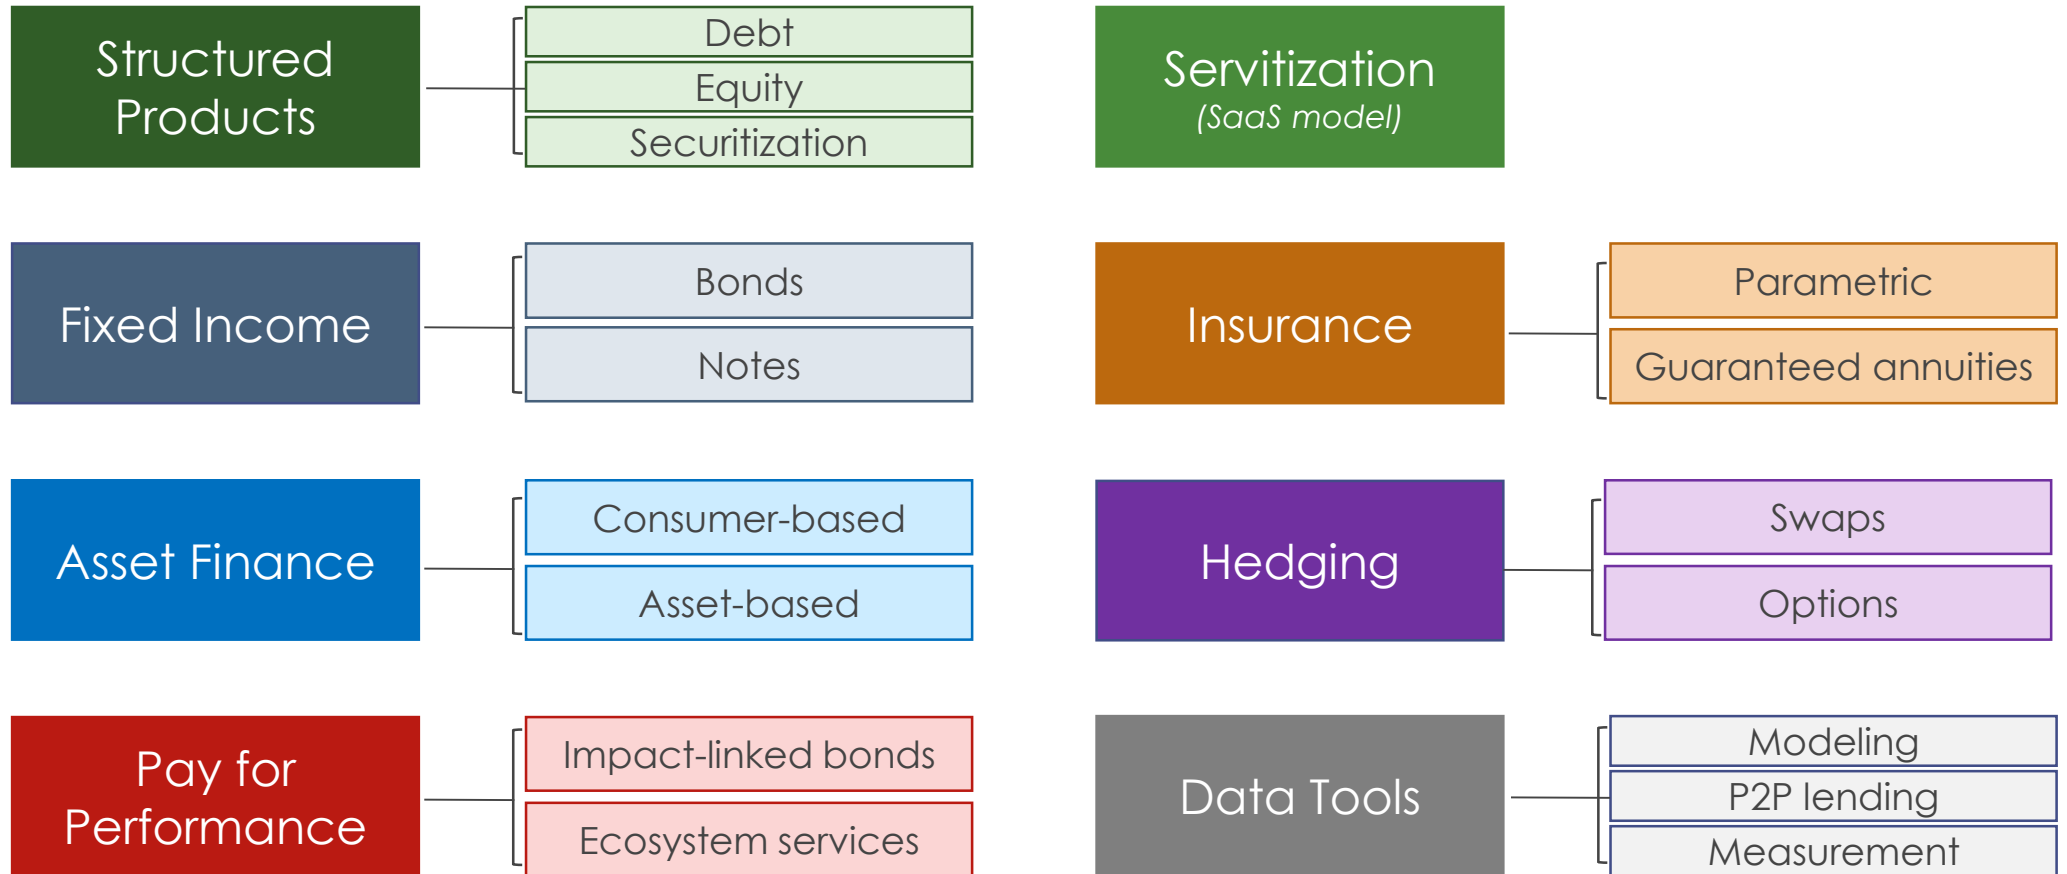 Structured
Products
Debt
Equity
Securitization
Servitization
(SaaS model)
Fixed Income
Bonds
Notes
Insurance
Parametric
Guaranteed annuities
Asset Finance
Consumer-based
Asset-based
Hedging
Swaps
Options
Pay for
Performance
Impact-linked bonds
Ecosystem services
Data Tools
Modeling
P2P lending
Measurement